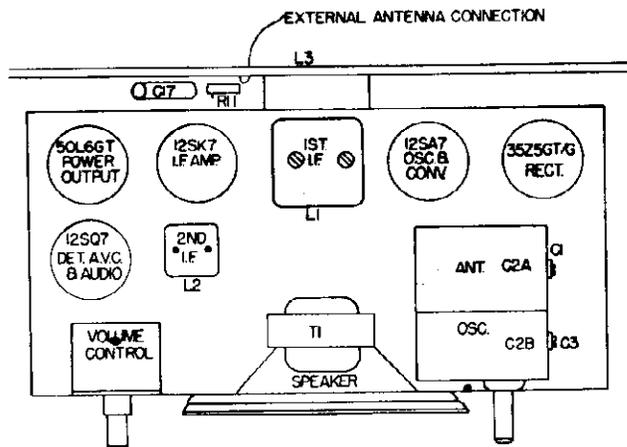 EXTERNAL ANTENNA CONNECTION
L3
C17
R11
50L6GT
POWER
OUTPUT
12SK7
I.F. AMP.
1ST.
I.F.
L1
12SA7
OSC. &
CONV.
35Z5GT/G
RECT.
12SQ7
DET. A.V.C.
& AUDIO
2ND
I.F.
L2
ANT. C2A
C1
OSC.
C2B
C3
VOLUME
CONTROL
T1
SPEAKER